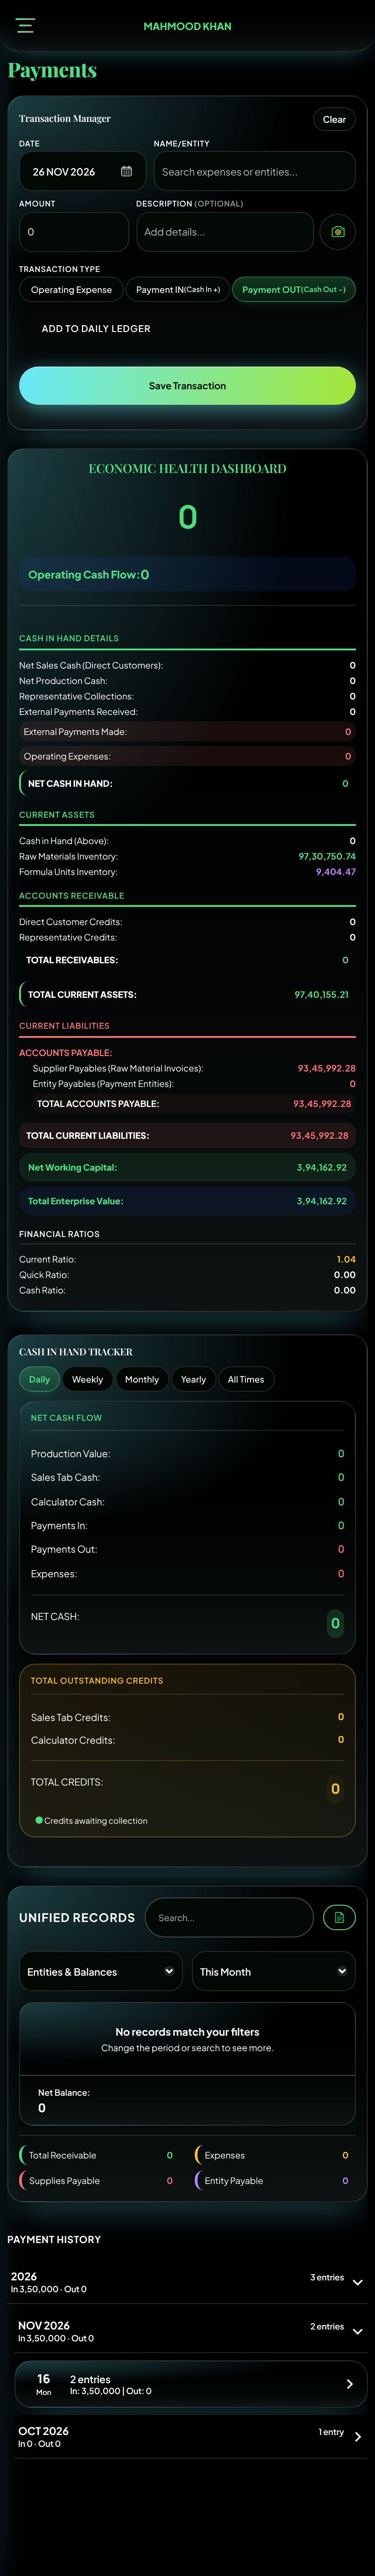 MAHMOOD KHAN
Payments
Transaction Manager
Clear
DATE
NAME/ENTITY
26 NOV 2026
Search expenses or entities...
AMOUNT
DESCRIPTION (OPTIONAL)
0
Add details...
TRANSACTION TYPE
Operating Expense
Payment IN(Cash In +)
Payment OUT(Cash Out -)
ADD TO DAILY LEDGER
Save Transaction
ECONOMIC HEALTH DASHBOARD
0
Operating Cash Flow:0
CASH IN HAND DETAILS
Net Sales Cash (Direct Customers): 0
Net Production Cash: 0
Representative Collections: 0
External Payments Received: 0
External Payments Made: 0
Operating Expenses: 0
NET CASH IN HAND: 0
CURRENT ASSETS
Cash in Hand (Above): 0
Raw Materials Inventory: 97,30,750.74
Formula Units Inventory: 9,404.47
ACCOUNTS RECEIVABLE
Direct Customer Credits: 0
Representative Credits: 0
TOTAL RECEIVABLES: 0
TOTAL CURRENT ASSETS: 97,40,155.21
CURRENT LIABILITIES
ACCOUNTS PAYABLE:
Supplier Payables (Raw Material Invoices): 93,45,992.28
Entity Payables (Payment Entities): 0
TOTAL ACCOUNTS PAYABLE: 93,45,992.28
TOTAL CURRENT LIABILITIES: 93,45,992.28
Net Working Capital: 3,94,162.92
Total Enterprise Value: 3,94,162.92
FINANCIAL RATIOS
Current Ratio: 1.04
Quick Ratio: 0.00
Cash Ratio: 0.00
CASH IN HAND TRACKER
Daily
Weekly
Monthly
Yearly
All Times
NET CASH FLOW
Production Value: 0
Sales Tab Cash: 0
Calculator Cash: 0
Payments In: 0
Payments Out: 0
Expenses: 0
NET CASH: 0
TOTAL OUTSTANDING CREDITS
Sales Tab Credits: 0
Calculator Credits: 0
TOTAL CREDITS: 0
Credits awaiting collection
UNIFIED RECORDS
Search...
Entities & Balances
This Month
No records match your filters
Change the period or search to see more.
Net Balance:
0
Total Receivable 0
Expenses 0
Supplies Payable 0
Entity Payable 0
PAYMENT HISTORY
2026
3 entries
In 3,50,000 · Out 0
NOV 2026
2 entries
In 3,50,000 · Out 0
16
Mon
2 entries
In: 3,50,000 | Out: 0
OCT 2026
1 entry
In 0 · Out 0